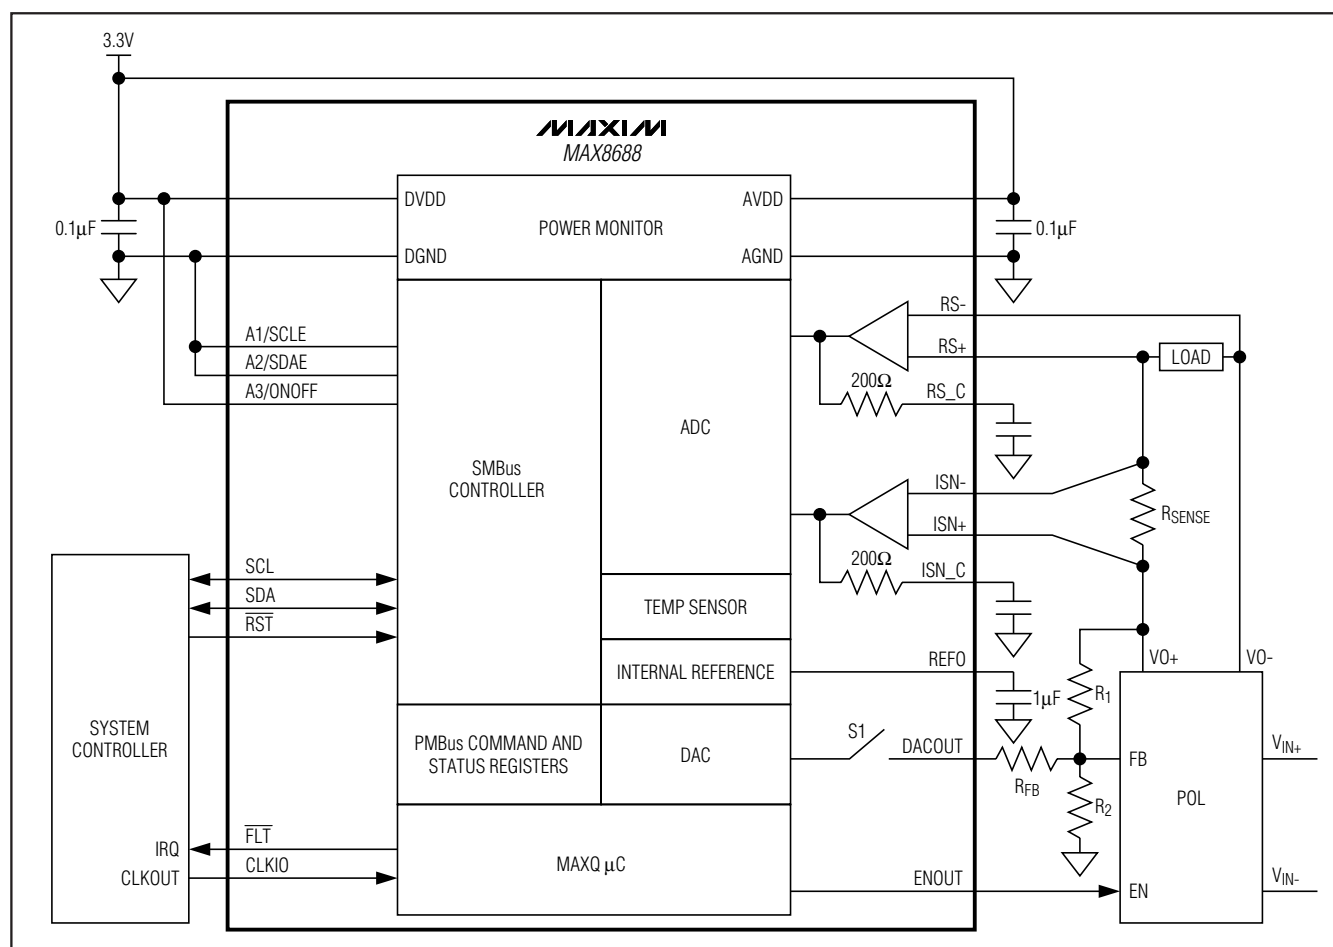 3.3V
MAXIM
MAX8688
DVDD
AVDD
0.1µF
POWER MONITOR
0.1µF
DGND
AGND
RS-
A1/SCLE
RS+
LOAD
A2/SDAE
200Ω
A3/ONOFF
RS_C
ADC
SMBus
CONTROLLER
ISN-
RSENSE
ISN+
200Ω
SCL
ISN_C
SDA
TEMP SENSOR
RST
REFO
VO+
VO-
INTERNAL REFERENCE
R1
1µF
SYSTEM
CONTROLLER
PMBus COMMAND AND
STATUS REGISTERS
DAC
S1
DACOUT
FB
VIN+
RFB
POL
R2
IRQ
FLT
MAXQ µC
CLKOUT
CLKIO
ENOUT
EN
VIN-